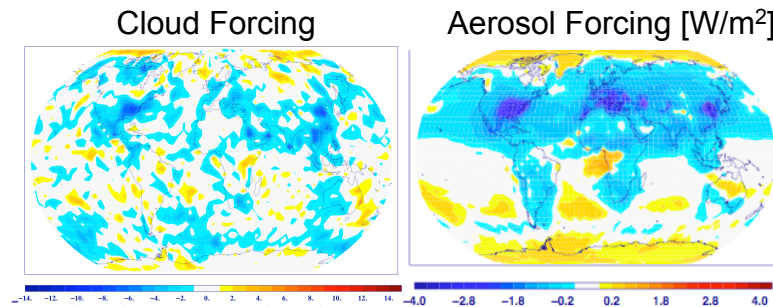 Cloud Forcing
Aerosol Forcing [W/m²]
−14. −12. −10. −8. −6. −4. −2. 0. 2. 4. 6. 8. 10. 12. 14.
-4.0 -2.8 -1.8 -0.2 0.2 1.8 2.8 4.0